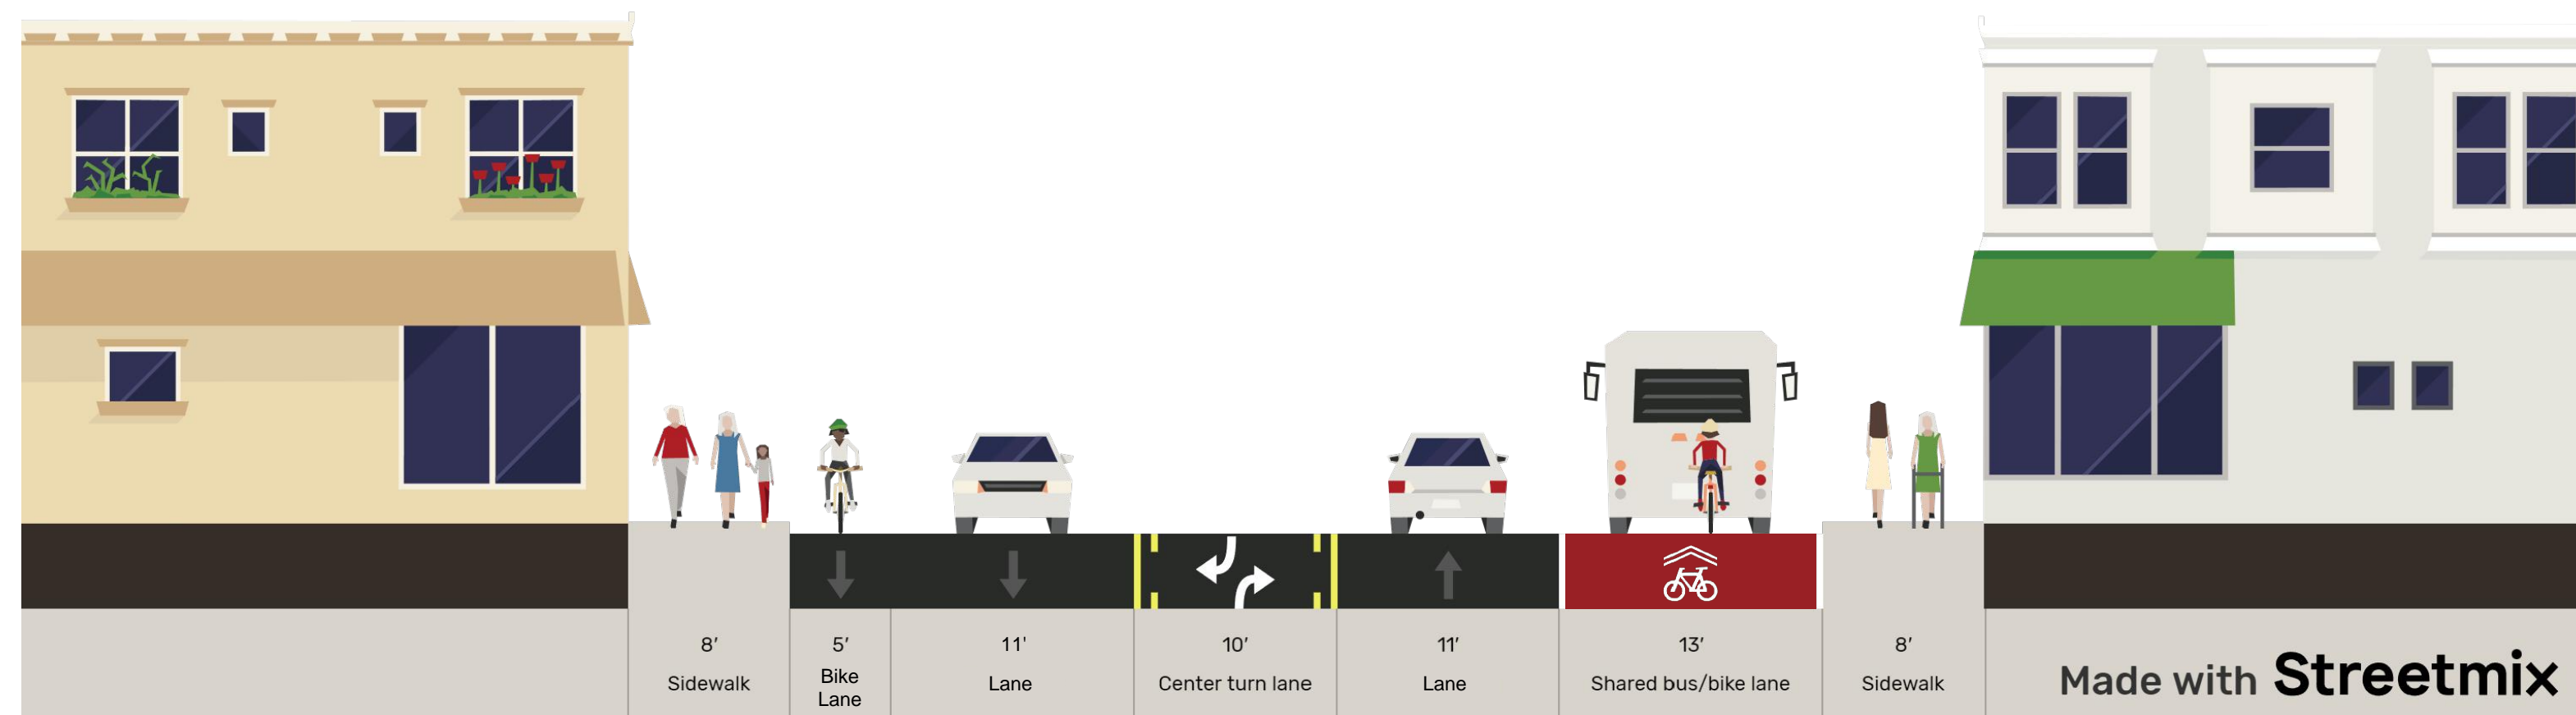 8′
Sidewalk
5′
Bike
Lane
11'
Lane
10′
Center turn lane
11′
Lane
13′
Shared bus/bike lane
8′
Sidewalk
Made with Streetmix